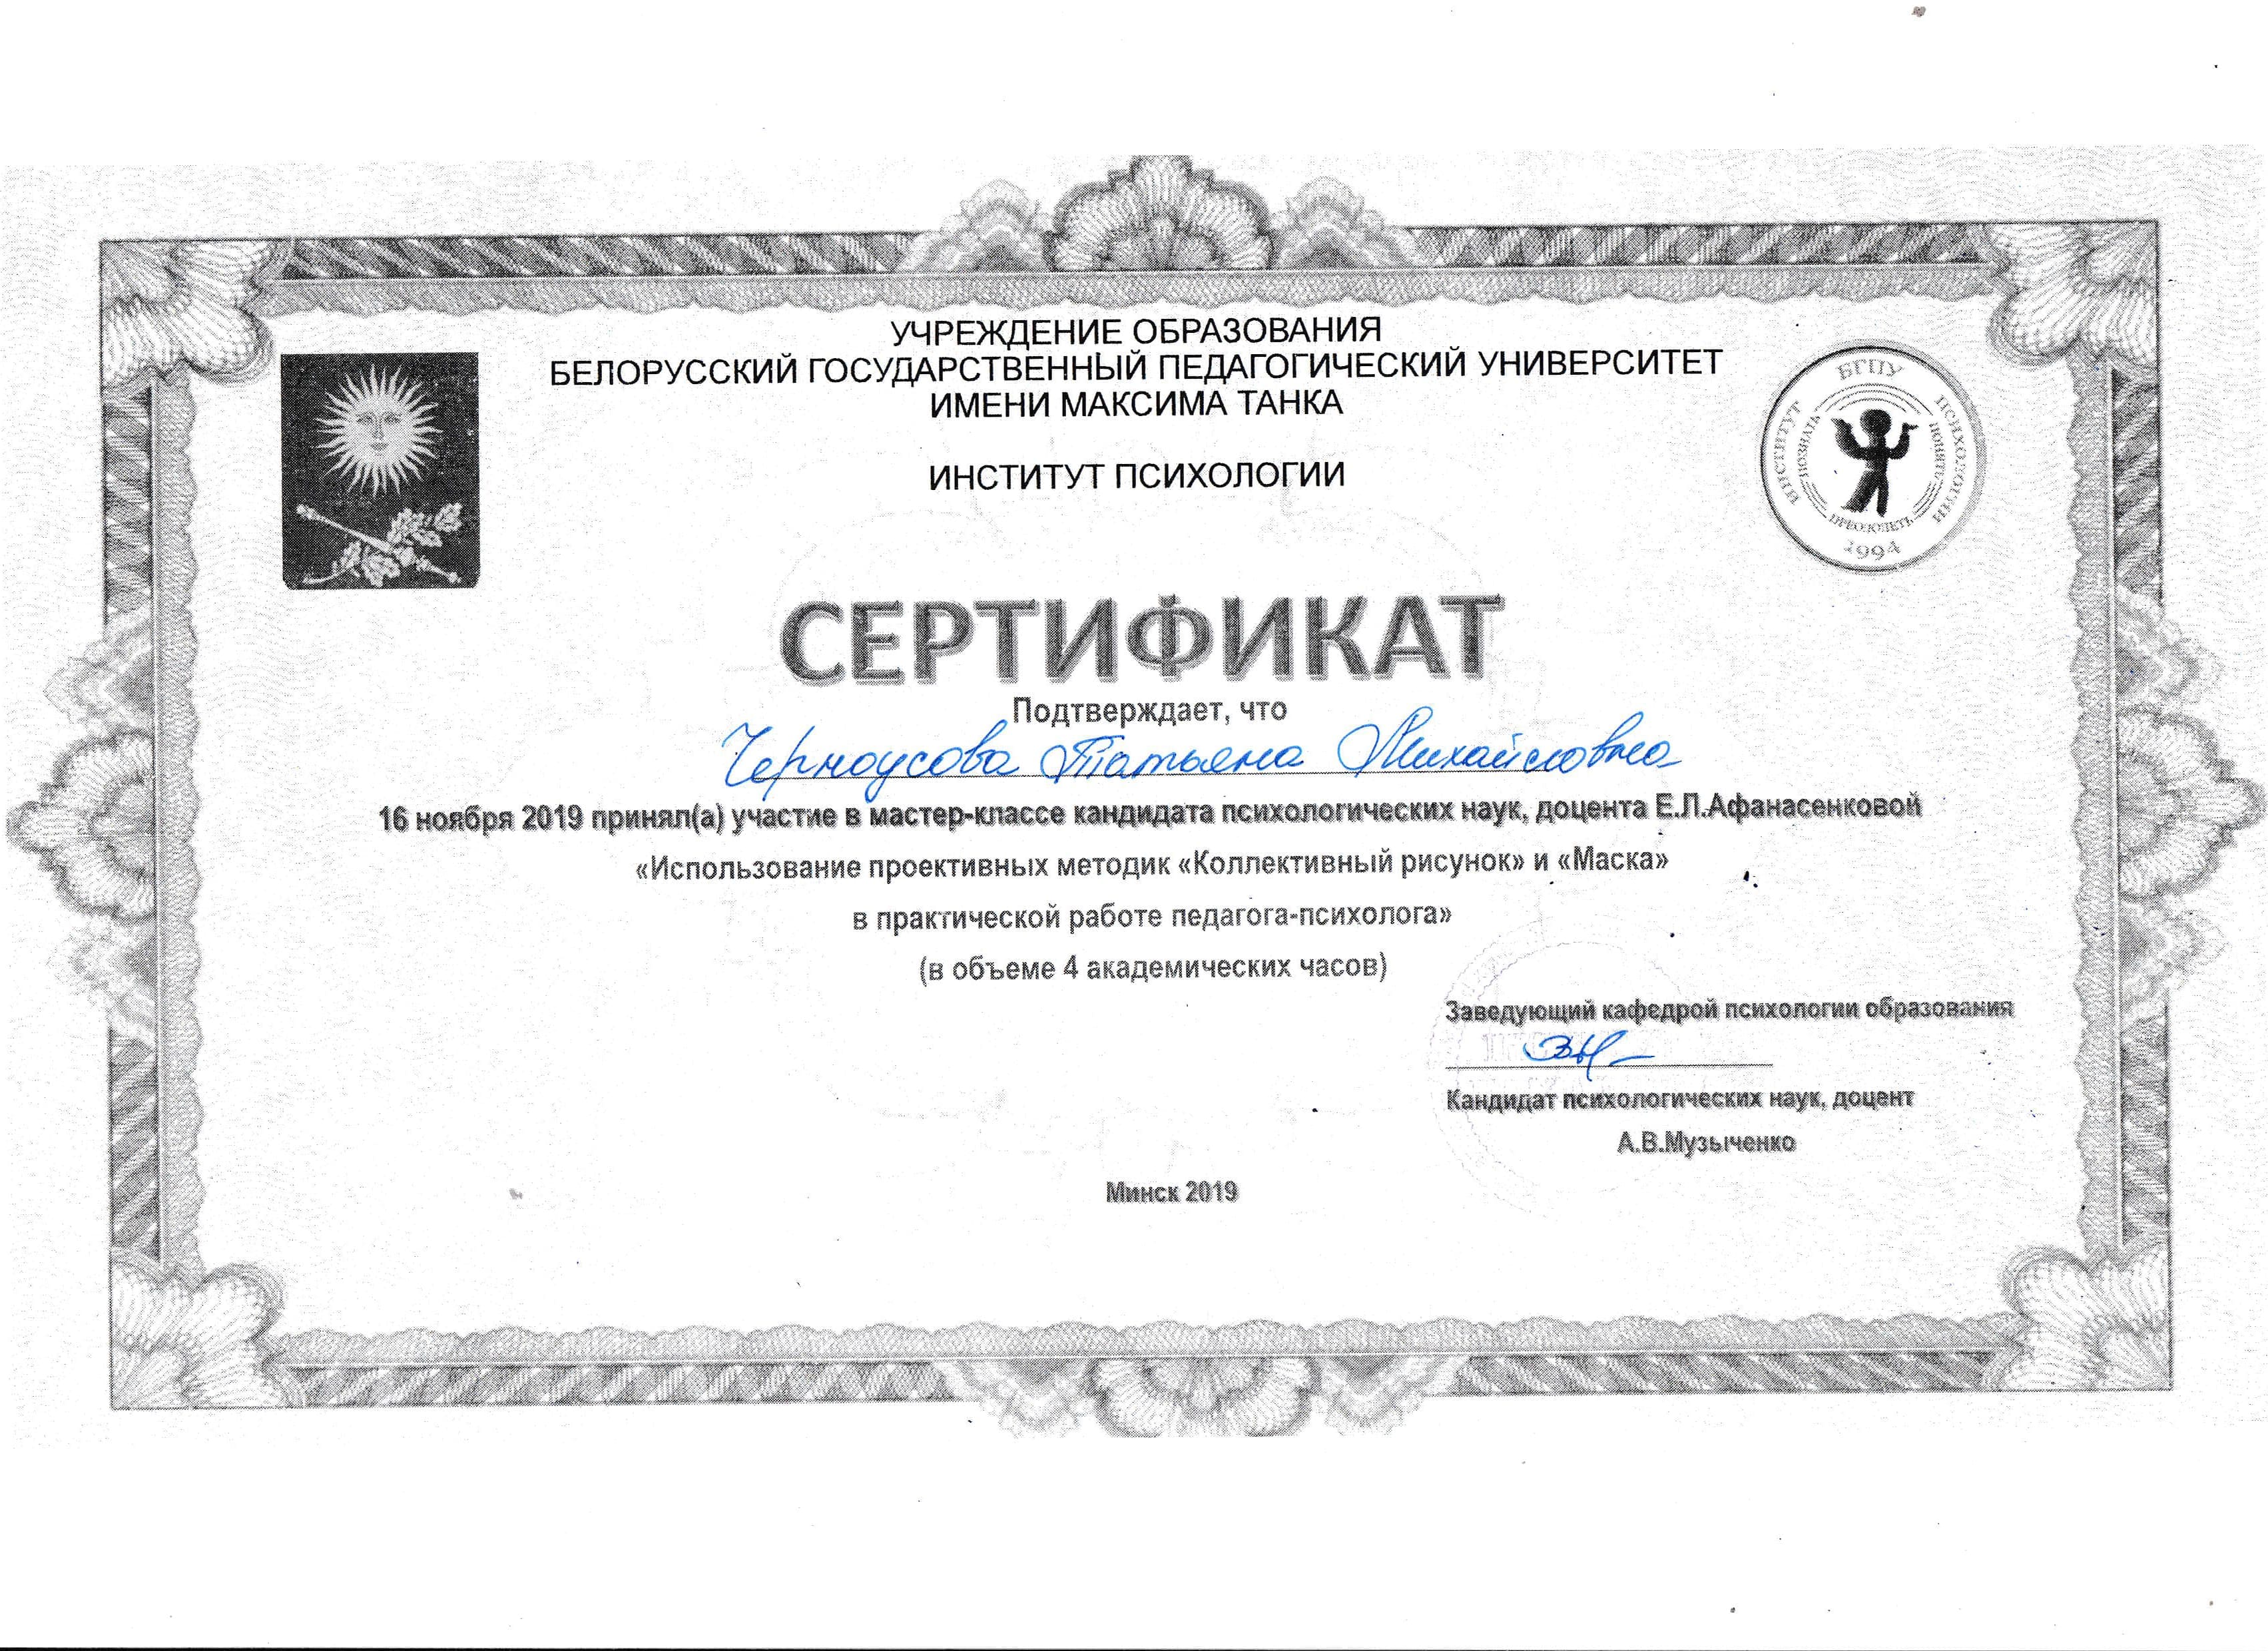 УЧРЕЖДЕНИЕ ОБРАЗОВАНИЯ
БЕЛОРУССКИЙ ГОСУДАРСТВЕННЫЙ ПЕДАГОГИЧЕСКИЙ УНИВЕРСИТЕТ
ИМЕНИ МАКСИМА ТАНКА
ИНСТИТУТ ПСИХОЛОГИИ
БГПУ
ИНСТИТУТ ПСИХОЛОГИИ
ПОЗНАТЬ ПОНЯТЬ
ПРЕОДОЛЕТЬ
1994
СЕРТИФИКАТ
Подтверждает, что
Черноусова Татьяна Михайловна
16 ноября 2019 принял(а) участие в мастер-классе кандидата психологических наук, доцента Е.Л.Афанасенковой
«Использование проективных методик «Коллективный рисунок» и «Маска»
в практической работе педагога-психолога»
(в объеме 4 академических часов)
Заведующий кафедрой психологии образования
Кандидат психологических наук, доцент
А.В.Музыченко
Минск 2019